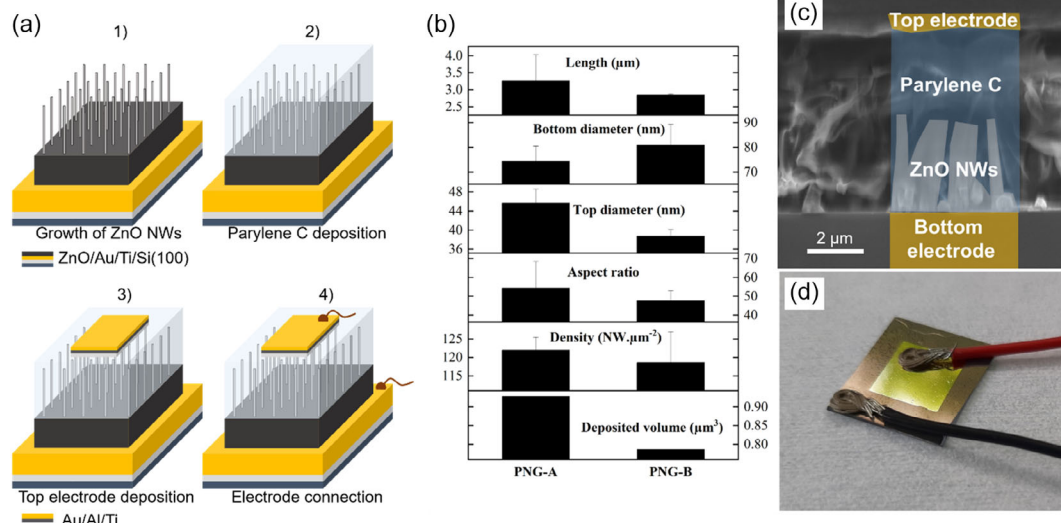 (a)
1)
2)
Growth of ZnO NWs
Parylene C deposition
ZnO/Au/Ti/Si(100)
3)
4)
Top electrode deposition
Electrode connection
Au/Al/Ti
(b)
4.0
3.5
3.0
2.5
Length (µm)
Bottom diameter (nm)
90
80
70
48
44
40
36
Top diameter (nm)
Aspect ratio
70
60
50
40
125
120
115
Density (NW.µm⁻²)
Deposited volume (µm³)
0.90
0.85
0.80
PNG-A
PNG-B
(c)
Top electrode
Parylene C
ZnO NWs
2 µm
Bottom
electrode
(d)